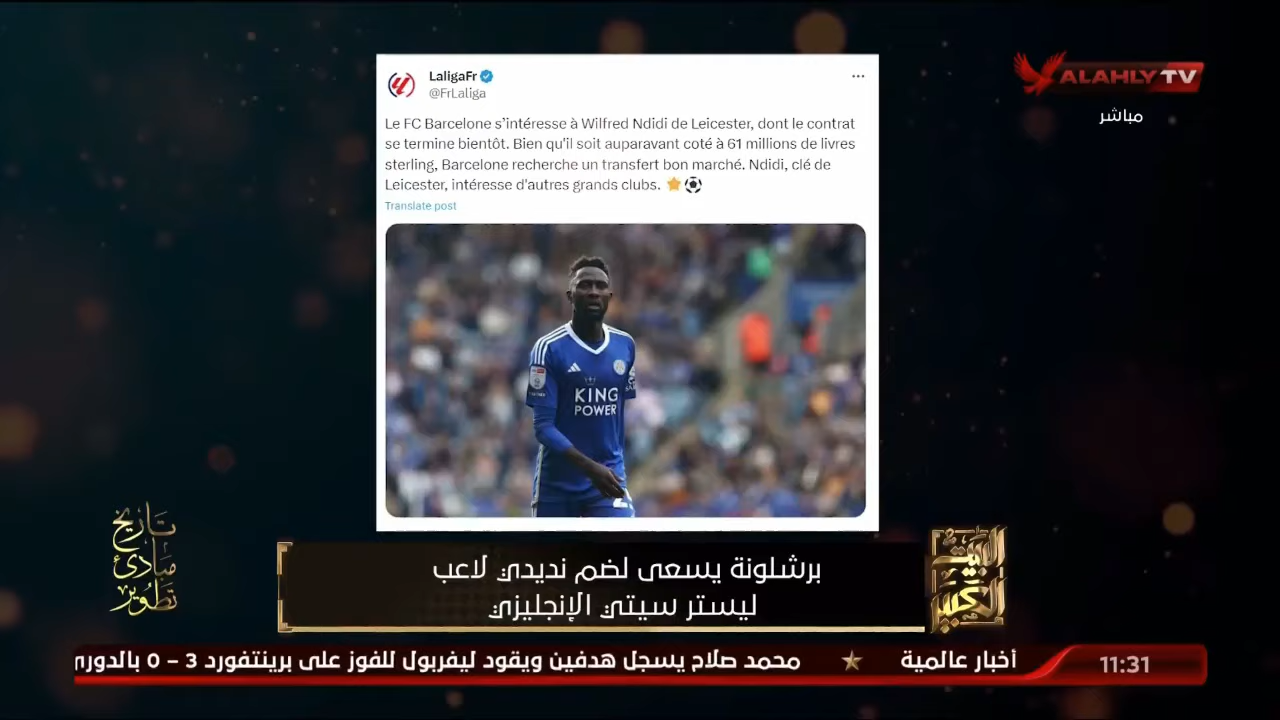 LaligaFr
@FrLaliga
Le FC Barcelone s'intéresse à Wilfred Ndidi de Leicester, dont le contrat
se termine bientôt. Bien qu'il soit auparavant coté à 61 millions de livres
sterling, Barcelone recherche un transfert bon marché. Ndidi, clé de
Leicester, intéresse d'autres grands clubs.
Translate post
ALAHLY TV
مباشر
KING
POWER
تاريخ
مبادئ
تطوير
برشلونة يسعى لضم نديدي لاعب
ليستر سيتي الإنجليزي
البيت
الكبير
أخبار عالمية
محمد صلاح يسجل هدفين ويقود ليفربول للفوز على برينتفورد 3 - 0 بالدوري
11:31